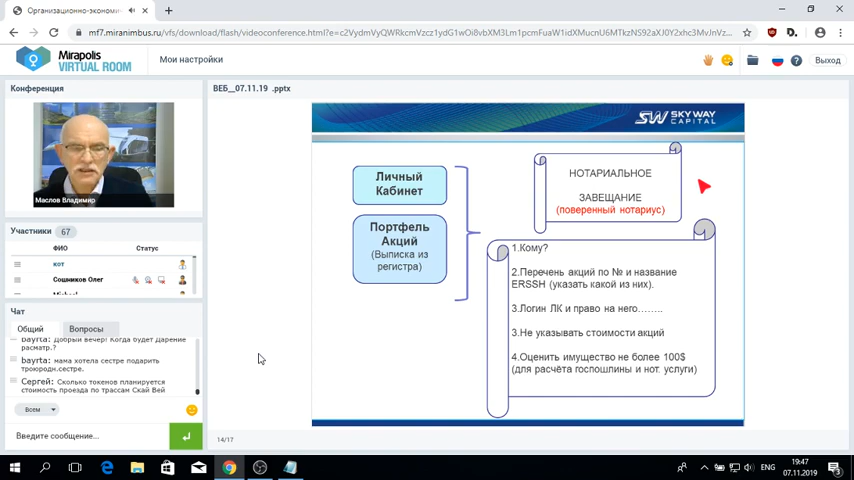 Организационно-экономи
mf7.miranimbus.ru/vfs/download/flash/videoconference.html?e=
Mirapolis
VIRTUAL ROOM
Мои настройки
Выход
Конференция
Маслов Владимир
Участники 67
ФИО Статус
кот
Сошников Олег
Чат
Общий Вопросы
bayrta: Добрый вечер! Когда будет Дарение
расматр.?
bayrta: мама хотела сестре подарить
троюродн.сестре.
Сергей: Сколько токенов планируется
стоимость проезда по трассам Скай Вей
Всем
Введите сообщение...
ВЕБ__07.11.19 .pptx
SW SKY WAY
CAPITAL
Личный
Кабинет
Портфель
Акций
(Выписка из
регистра)
НОТАРИАЛЬНОЕ
ЗАВЕЩАНИЕ
(поверенный нотариус)
1.Кому?
2.Перечень акций по № и название
ERSSH (указать какой из них).
3.Логин ЛК и право на него........
3.Не указывать стоимости акций
4.Оценить имущество не более 100$
(для расчёта госпошлины и нот. услуги)
14/17
ENG
19:47
07.11.2019
3